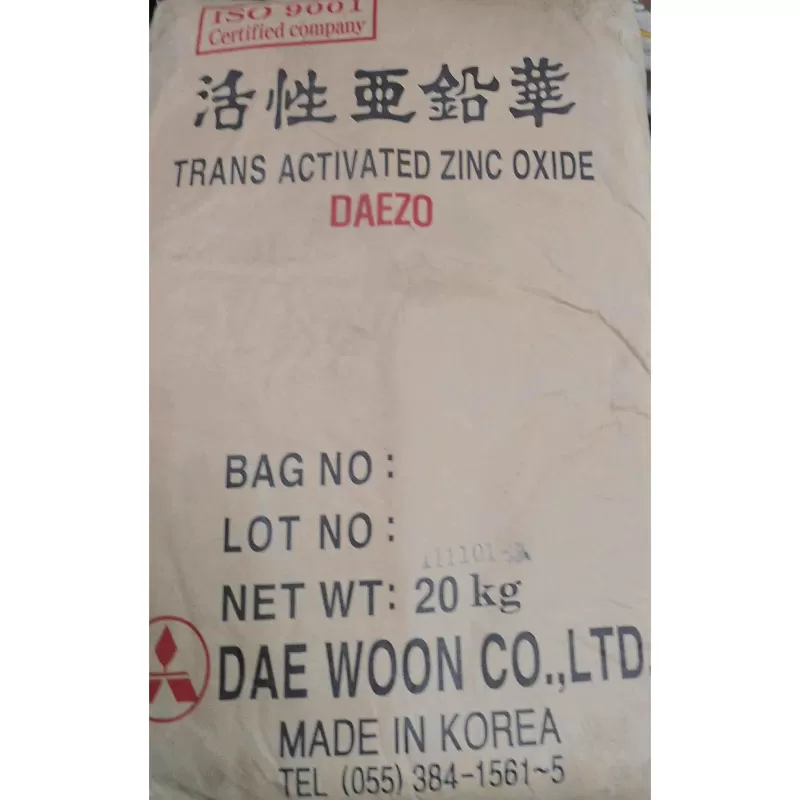 ISO 9001
Certified company
活性亜鉛華
TRANS ACTIVATED ZINC OXIDE
DAEZO
BAG NO :
LOT NO :
111101-A
NET WT: 20 kg
DAE WOON CO.,LTD.
MADE IN KOREA
TEL (055) 384-1561~5